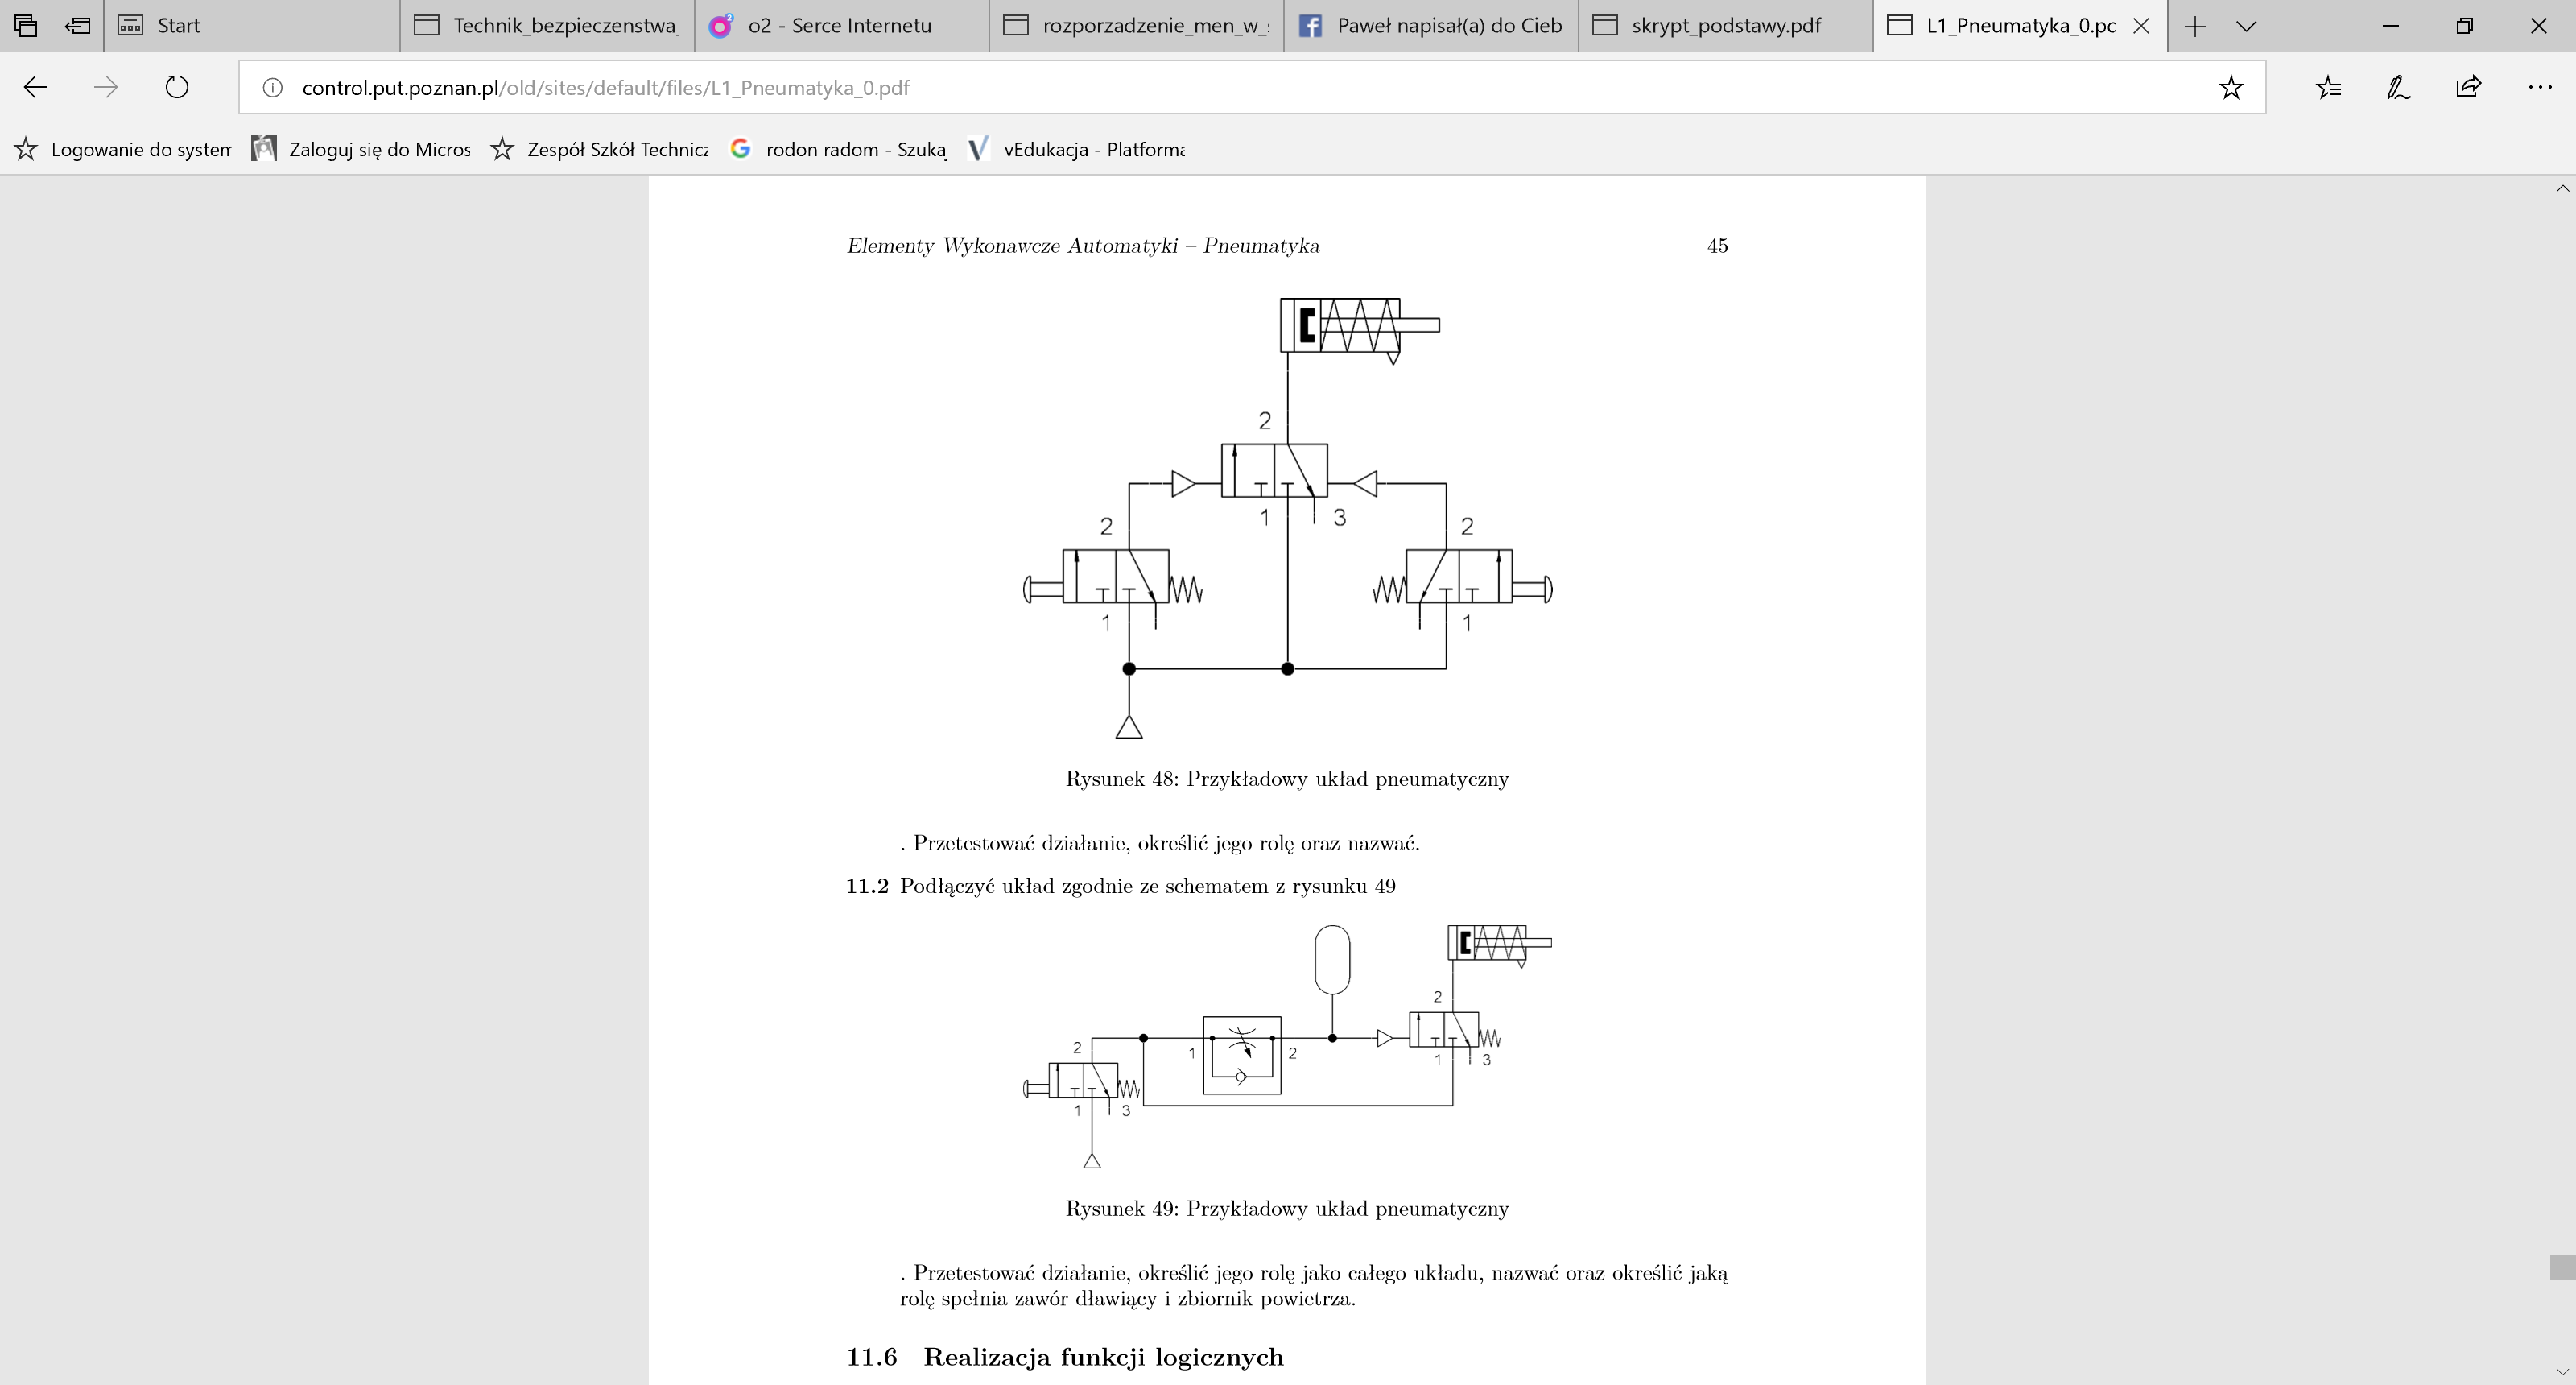 Start
Technik_bezpieczenstwa_
o2 - Serce Internetu
rozporzadzenie_men_w_
Paweł napisał(a) do Cieb
skrypt_podstawy.pdf
L1_Pneumatyka_0.pc
control.put.poznan.pl/old/sites/default/files/L1_Pneumatyka_0.pdf
Logowanie do system
Zaloguj się do Micros
Zespół Szkół Technicz
rodon radom - Szuka
vEdukacja - Platforma
Elementy Wykonawcze Automatyki – Pneumatyka 45
2
1 3
2 2
1 1
Rysunek 48: Przykładowy układ pneumatyczny
. Przetestować działanie, określić jego rolę oraz nazwać.
11.2 Podłączyć układ zgodnie ze schematem z rysunku 49
2
2 1 2 1 3
1 3
Rysunek 49: Przykładowy układ pneumatyczny
. Przetestować działanie, określić jego rolę jako całego układu, nazwać oraz określić jaką
rolę spełnia zawór dławiący i zbiornik powietrza.
11.6 Realizacja funkcji logicznych